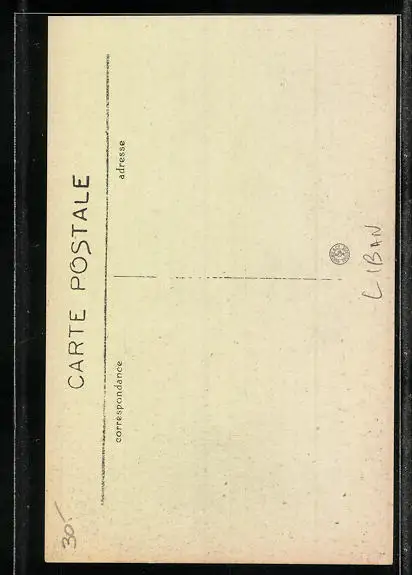 CARTE POSTALE
correspondance
adresse
30.-
LIBAN